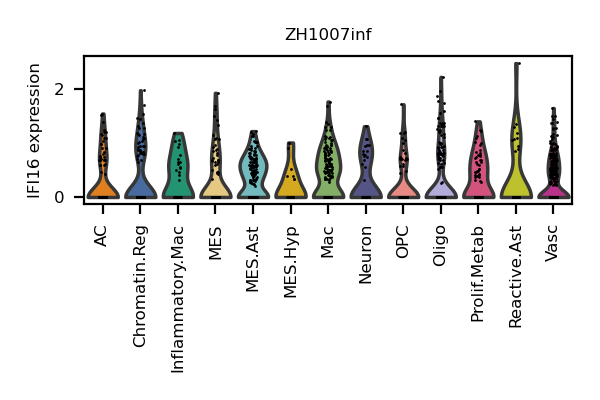 ZH1007inf
IFI16 expression
2
0
AC
Chromatin.Reg
Inflammatory.Mac
MES
MES.Ast
MES.Hyp
Mac
Neuron
OPC
Oligo
Prolif.Metab
Reactive.Ast
Vasc